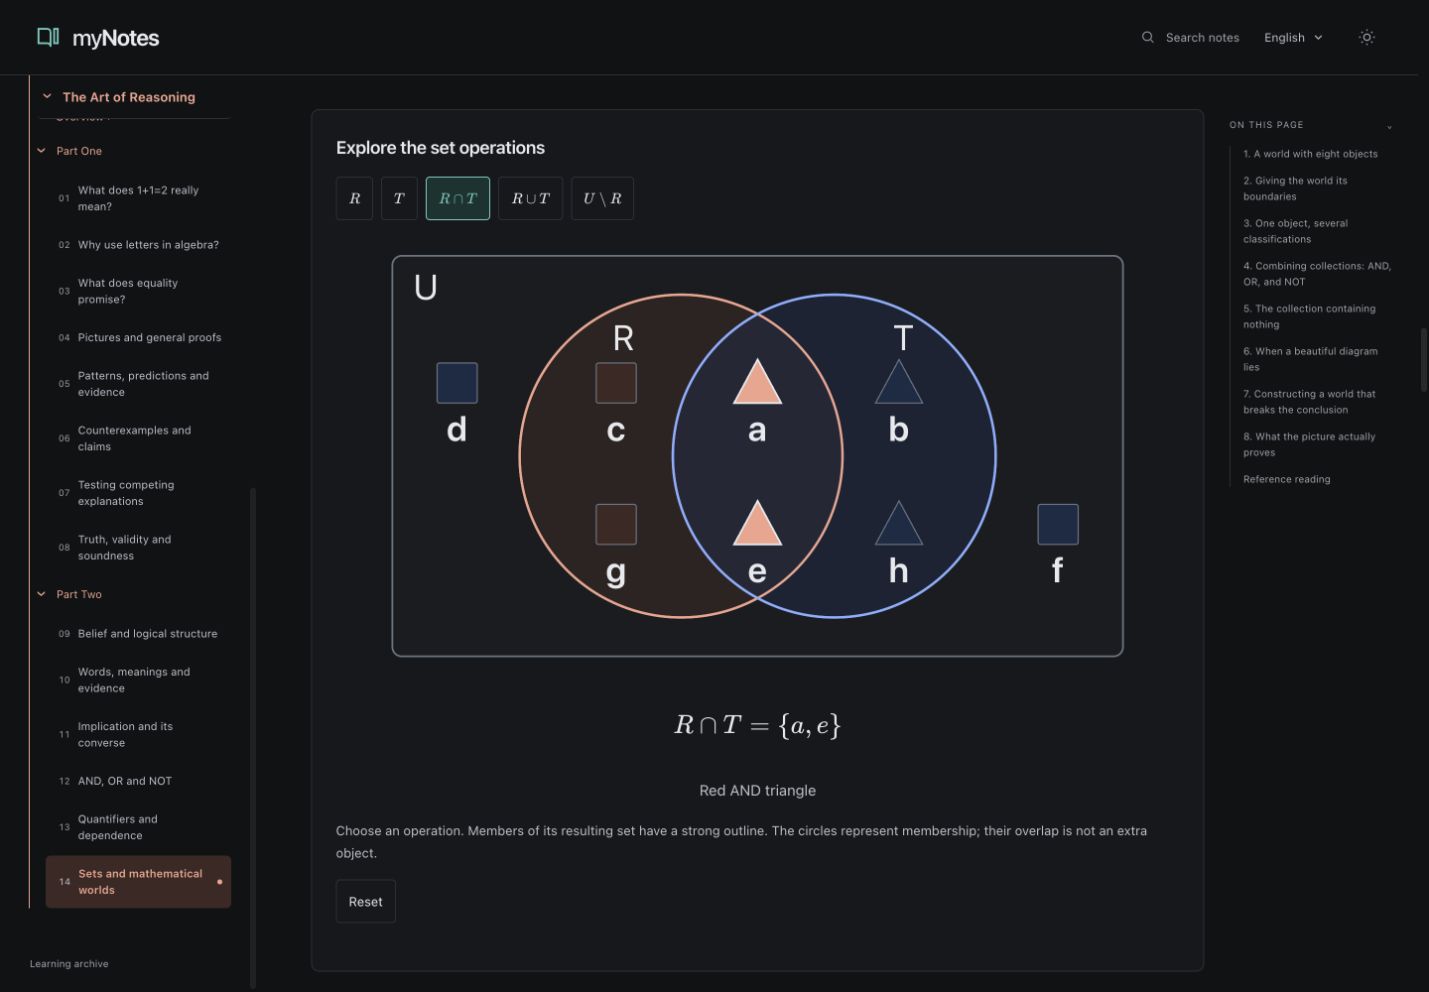 myNotes
Search notes
English
The Art of Reasoning
Overview
Part One
01 What does 1+1=2 really
mean?
02 Why use letters in algebra?
03 What does equality
promise?
04 Pictures and general proofs
05 Patterns, predictions and
evidence
06 Counterexamples and
claims
07 Testing competing
explanations
08 Truth, validity and
soundness
Part Two
09 Belief and logical structure
10 Words, meanings and
evidence
11 Implication and its
converse
12 AND, OR and NOT
13 Quantifiers and
dependence
14 Sets and mathematical
worlds
Learning archive
Explore the set operations
R T R ∩ T R ∪ T U \ R
U
R T
d c a b
g e h f
R ∩ T = {a, e}
Red AND triangle
Choose an operation. Members of its resulting set have a strong outline. The circles represent membership; their overlap is not an extra
object.
Reset
ON THIS PAGE
1. A world with eight objects
2. Giving the world its
boundaries
3. One object, several
classifications
4. Combining collections: AND,
OR, and NOT
5. The collection containing
nothing
6. When a beautiful diagram
lies
7. Constructing a world that
breaks the conclusion
8. What the picture actually
proves
Reference reading